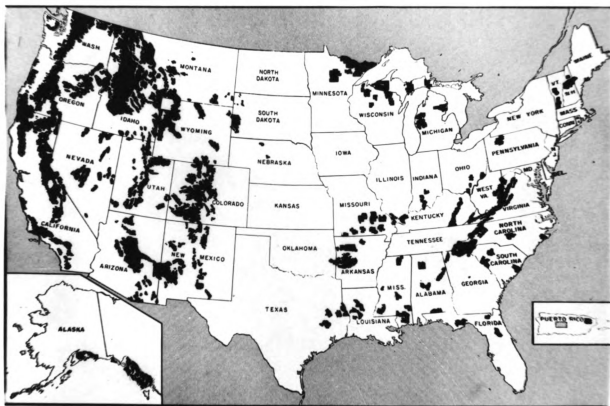 WASH.
MONTANA
NORTH
DAKOTA
MINNESOTA
MAINE
OREGON
IDAHO
WYOMING
SOUTH
DAKOTA
WISCONSIN
MICHIGAN
VT.
N.H.
NEW YORK
MASS.
CONN.
NEVADA
UTAH
COLORADO
NEBRASKA
IOWA
ILLINOIS
INDIANA
OHIO
PENNSYLVANIA
MD.
WEST
VA.
VIRGINIA
CALIFORNIA
KANSAS
MISSOURI
KENTUCKY
NORTH
CAROLINA
TENNESSEE
ARIZONA
NEW
MEXICO
OKLAHOMA
ARKANSAS
SOUTH
CAROLINA
TEXAS
MISS.
ALABAMA
GEORGIA
LOUISIANA
FLORIDA
ALASKA
PUERTO RICO